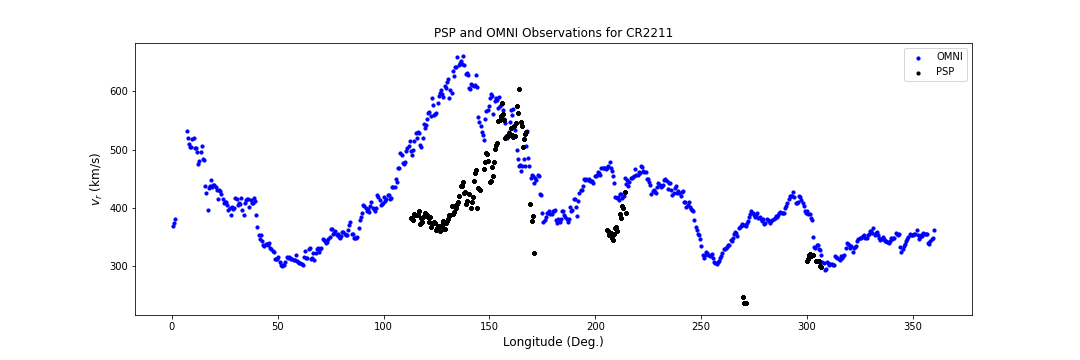 PSP and OMNI Observations for CR2211
OMNI
PSP
600
500
400
300
v_r (km/s)
0 50 100 150 200 250 300 350
Longitude (Deg.)